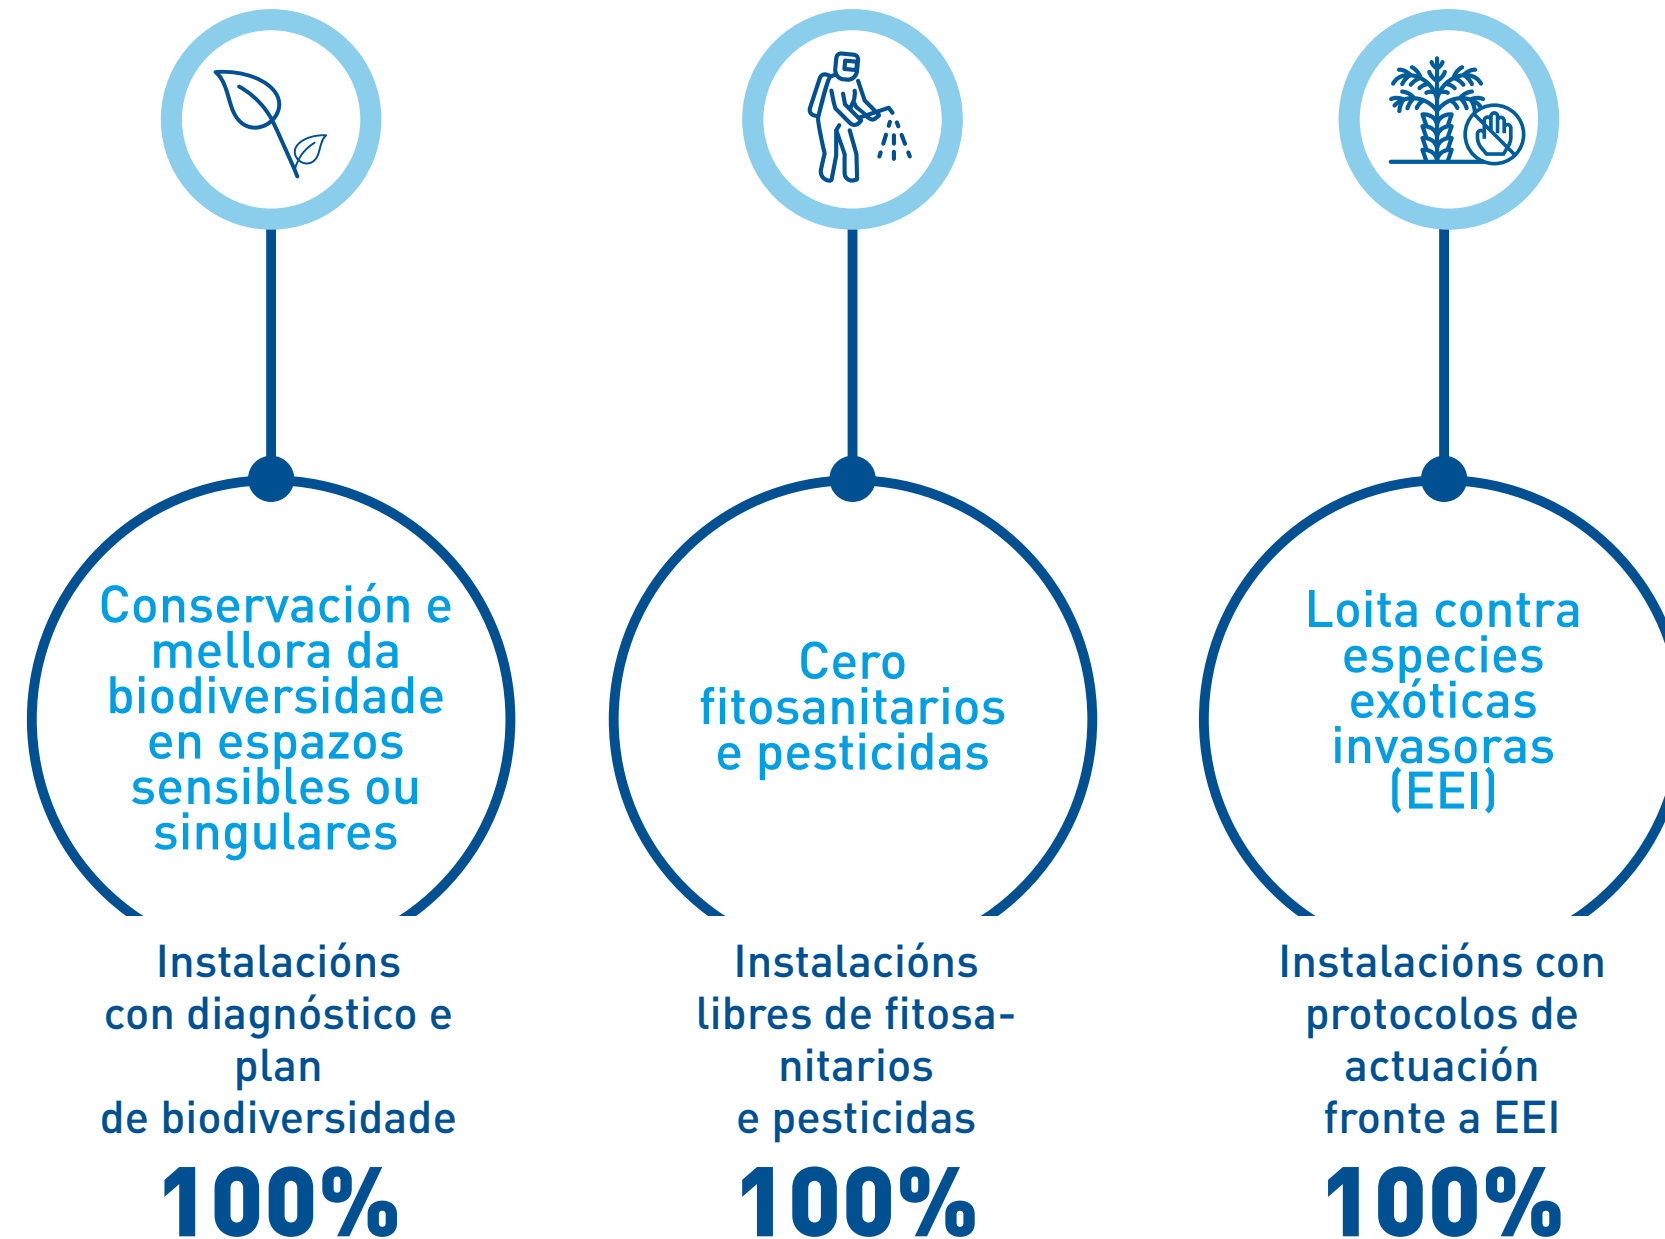 Conservación e
mellora da
biodiversidade
en espazos
sensibles ou
singulares
Instalacións
con diagnóstico e
plan
de biodiversidade
100%
Cero
fitosanitarios
e pesticidas
Instalacións
libres de fitosa-
nitarios
e pesticidas
100%
Loita contra
especies
exóticas
invasoras
(EEI)
Instalacións con
protocolos de
actuación
fronte a EEI
100%